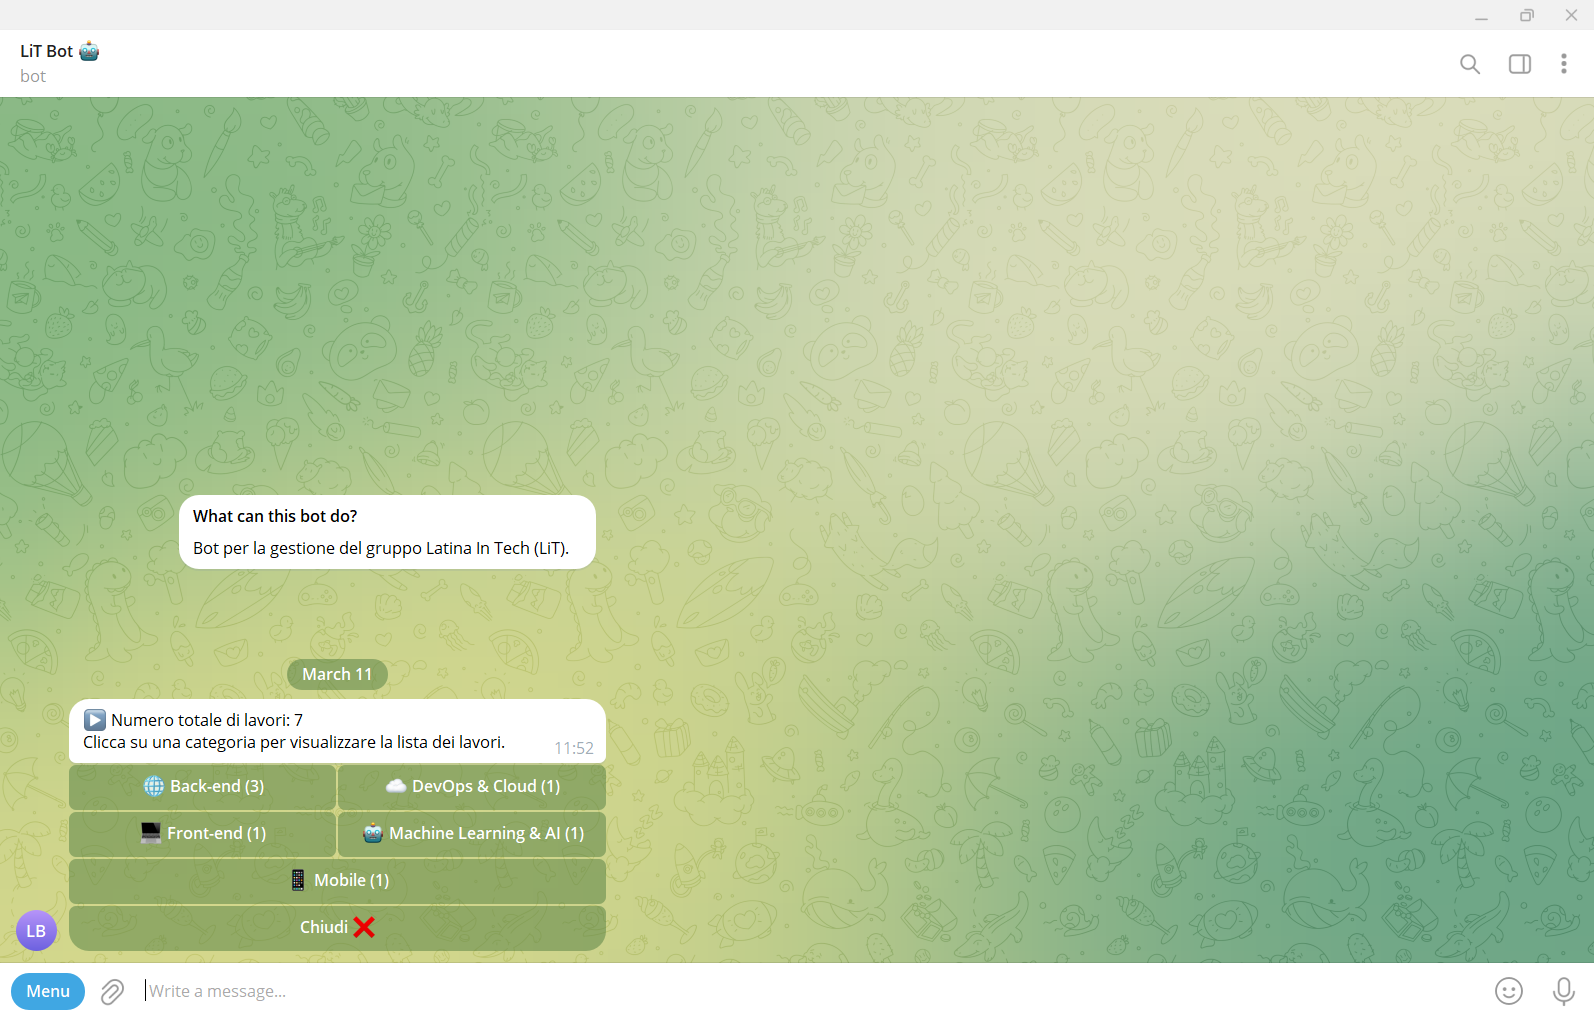 LiT Bot 🤖
bot
What can this bot do?
Bot per la gestione del gruppo Latina In Tech (LiT).
March 11
▶️ Numero totale di lavori: 7
Clicca su una categoria per visualizzare la lista dei lavori.
11:52
🌐 Back-end (3)
☁️ DevOps & Cloud (1)
💻 Front-end (1)
🤖 Machine Learning & AI (1)
📱 Mobile (1)
Chiudi ❌
LB
Menu
Write a message...